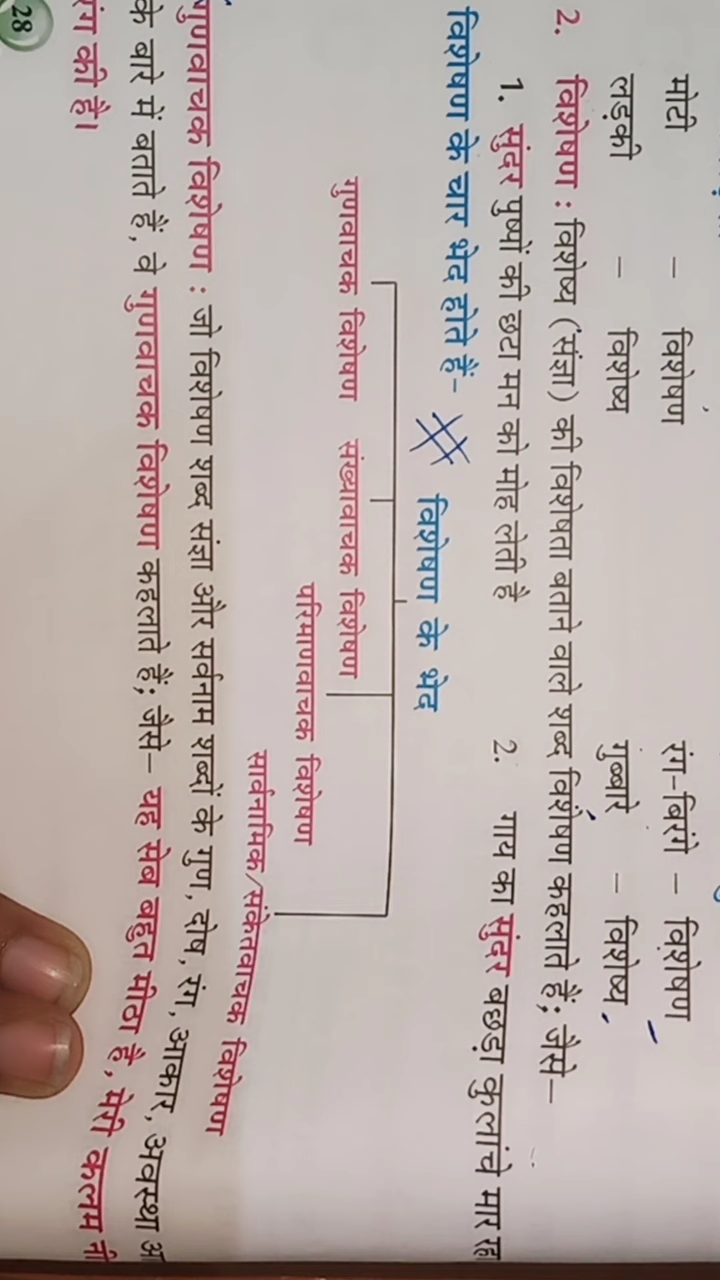 मोटी – विशेषण रंग-बिरंगे – विशेषण
लड़की – विशेष्य गुब्बारे – विशेष्य
2. विशेषण : विशेष्य (संज्ञा) की विशेषता बताने वाले शब्द विशेषण कहलाते हैं; जैसे–
1. सुंदर पुष्पों की छटा मन को मोह लेती है 2. गाय का सुंदर बछड़ा कुलांचे मार रह
विशेषण के चार भेद होते हैं-
विशेषण के भेद
गुणवाचक विशेषण संख्यावाचक विशेषण
परिमाणवाचक विशेषण
सार्वनामिक/संकेतवाचक विशेषण
गुणवाचक विशेषण : जो विशेषण शब्द संज्ञा और सर्वनाम शब्दों के गुण, दोष, रंग, आकार, अवस्था
के बारे में बताते हैं, वे गुणवाचक विशेषण कहलाते हैं; जैसे– यह सेब बहुत मीठा है, मेरी कलम नी
रंग की है।
28